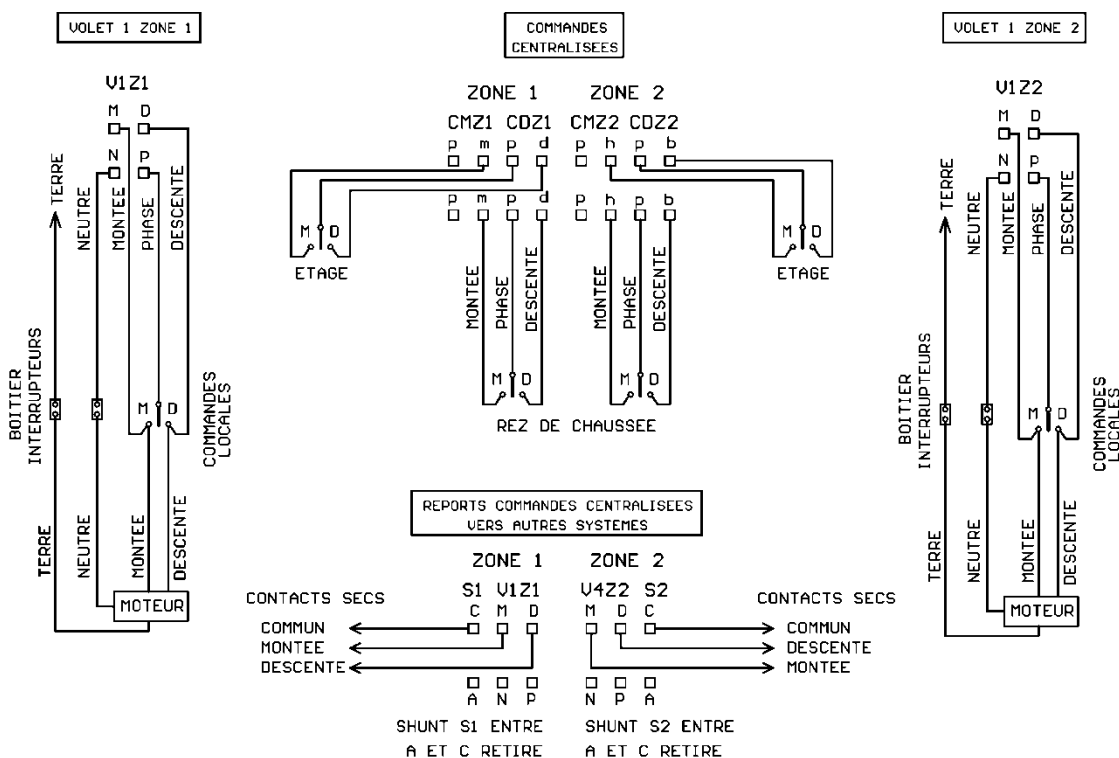 VOLET 1 ZONE 1
V1Z1
M D
N P
TERRE
NEUTRE
MONTEE
PHASE
DESCENTE
BOITIER
INTERRUPTEURS
M D
COMMANDES
LOCALES
TERRE
NEUTRE
MONTEE
DESCENTE
MOTEUR
COMMANDES
CENTRALISEES
ZONE 1 ZONE 2
CMZ1 CDZ1 CMZ2 CDZ2
p m p d p h p b
p m p d p h p b
M D
ETAGE
M D
ETAGE
MONTEE
PHASE
DESCENTE
MONTEE
PHASE
DESCENTE
M D
M D
REZ DE CHAUSSEE
REPORTS COMMANDES CENTRALISEES
VERS AUTRES SYSTEMES
ZONE 1 ZONE 2
S1 V1Z1 V4Z2 S2
CONTACTS SECS C M D M D C CONTACTS SECS
COMMUN COMMUN
MONTEE DESCENTE
DESCENTE MONTEE
A N P N P A
SHUNT S1 ENTRE SHUNT S2 ENTRE
A ET C RETIRE A ET C RETIRE
VOLET 1 ZONE 2
V1Z2
M D
N P
TERRE
NEUTRE
MONTEE
PHASE
DESCENTE
BOITIER
INTERRUPTEURS
M D
COMMANDES
LOCALES
TERRE
NEUTRE
MONTEE
DESCENTE
MOTEUR